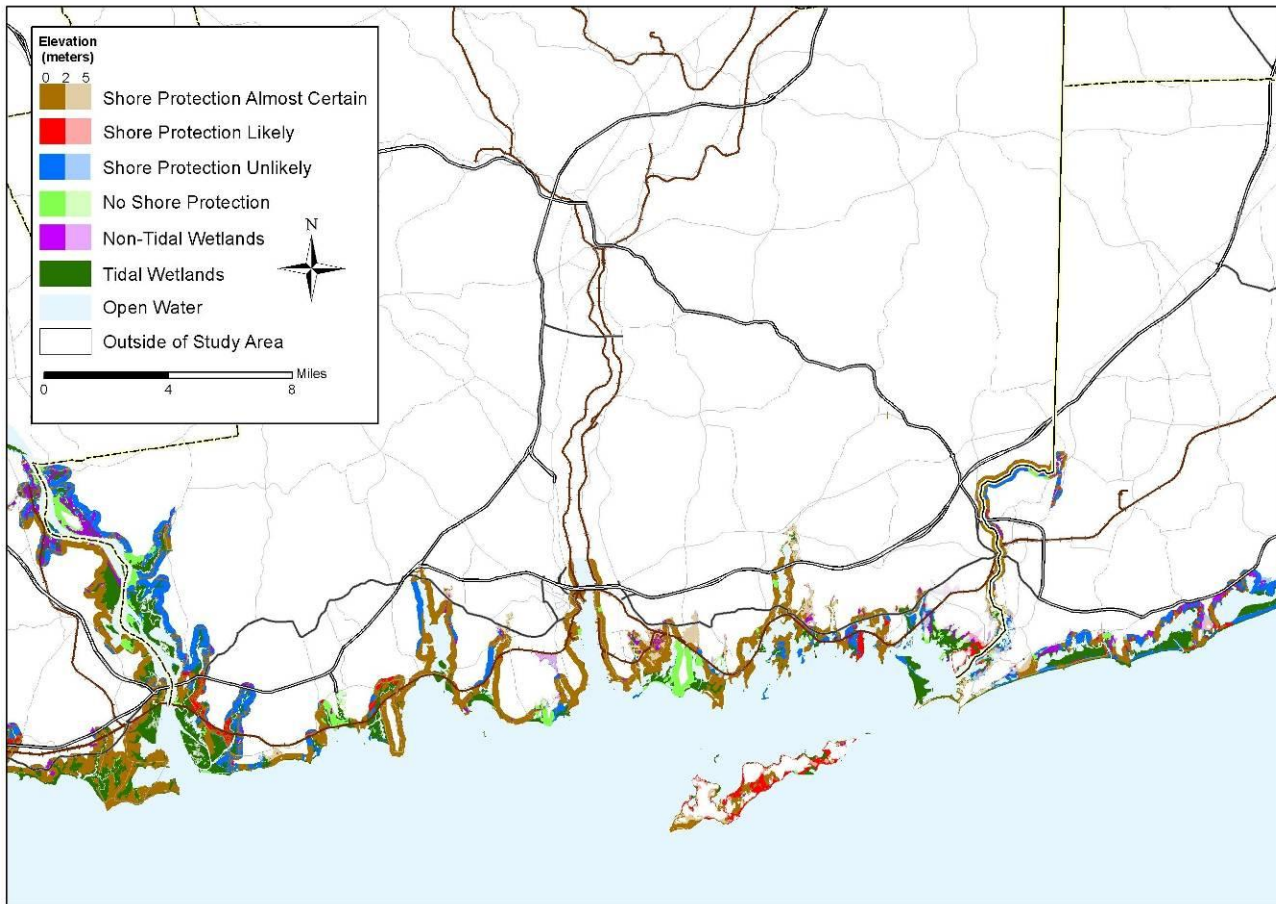 Elevation
(meters)
0 2 5
Shore Protection Almost Certain
Shore Protection Likely
Shore Protection Unlikely
No Shore Protection
Non-Tidal Wetlands
Tidal Wetlands
Open Water
Outside of Study Area
N
Miles
0 4 8